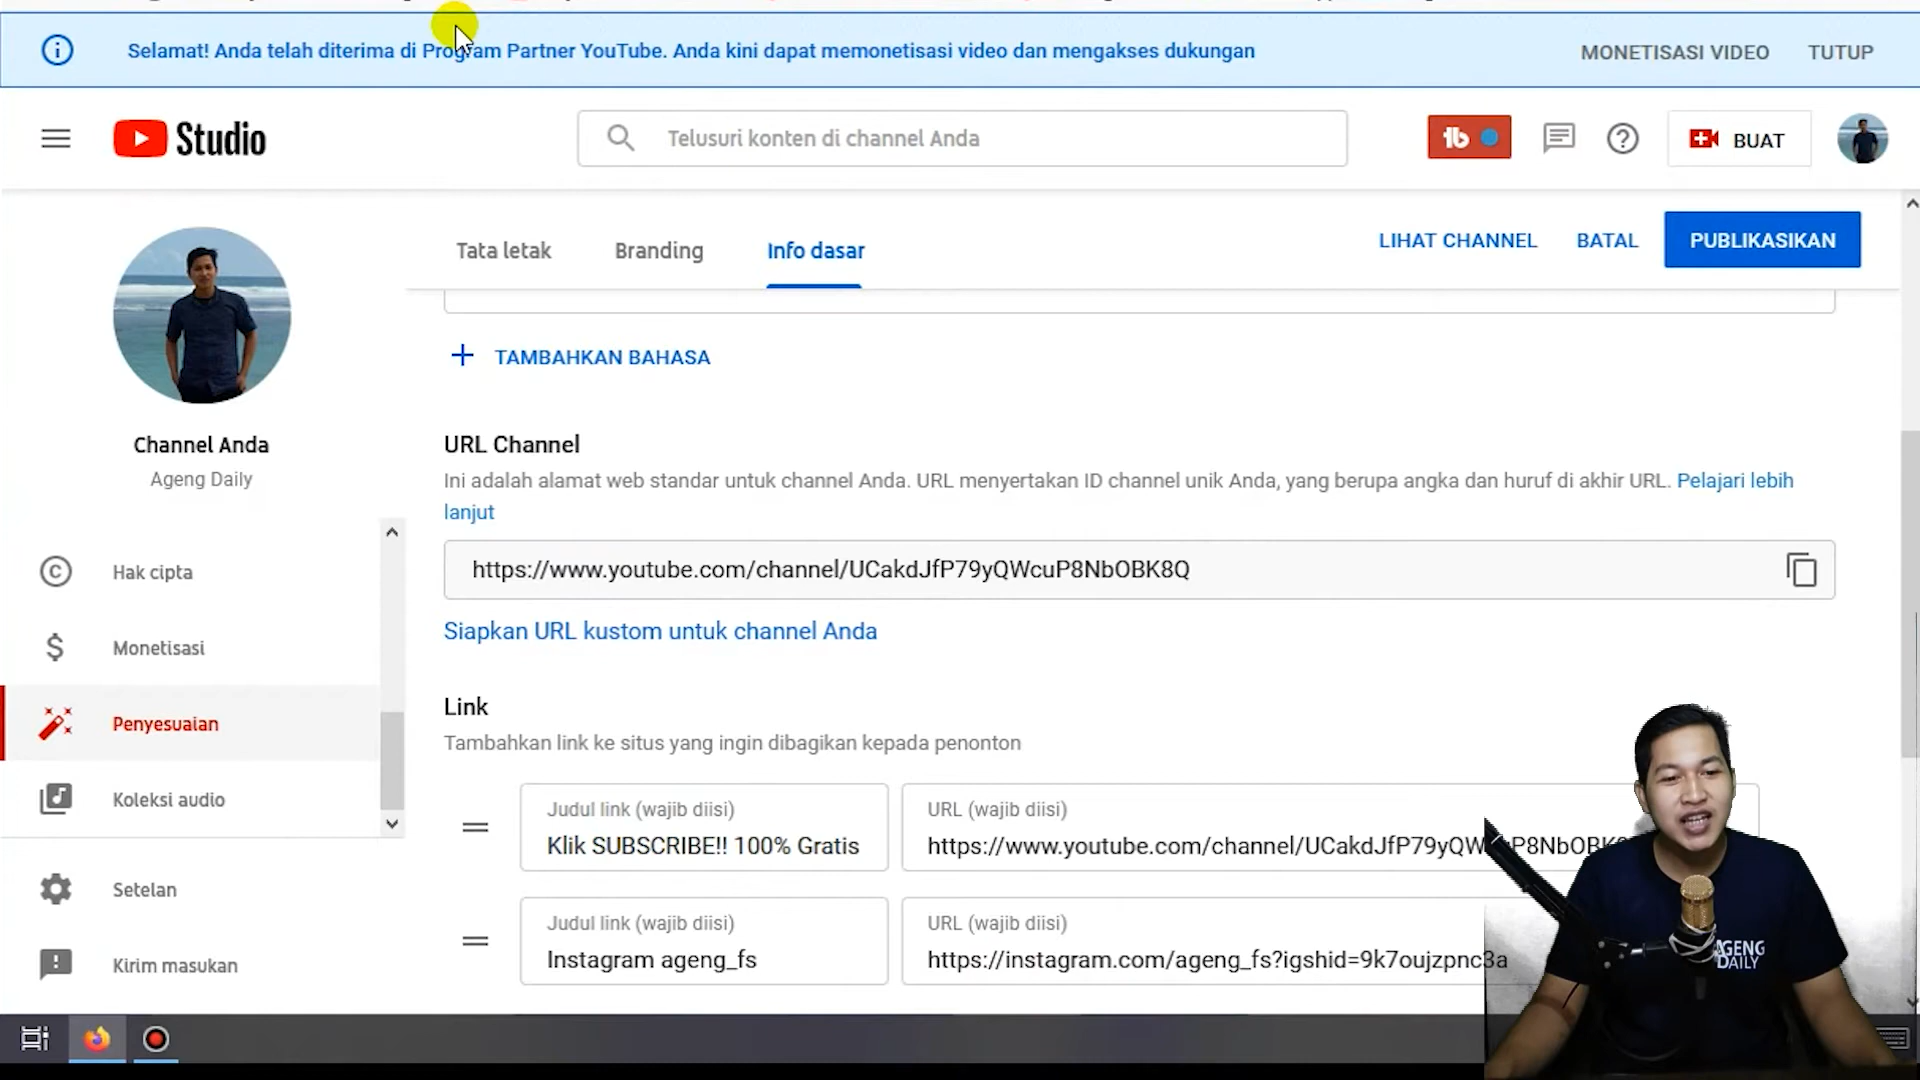 Selamat! Anda telah diterima di Program Partner YouTube. Anda kini dapat memonetisasi video dan mengakses dukungan
MONETISASI VIDEO
TUTUP
Studio
Telusuri konten di channel Anda
BUAT
Tata letak
Branding
Info dasar
LIHAT CHANNEL
BATAL
PUBLIKASIKAN
TAMBAHKAN BAHASA
Channel Anda
Ageng Daily
Hak cipta
Monetisasi
Penyesuaian
Koleksi audio
Setelan
Kirim masukan
URL Channel
Ini adalah alamat web standar untuk channel Anda. URL menyertakan ID channel unik Anda, yang berupa angka dan huruf di akhir URL. Pelajari lebih
lanjut
https://www.youtube.com/channel/UCakdJfP79yQWcuP8NbOBK8Q
Siapkan URL kustom untuk channel Anda
Link
Tambahkan link ke situs yang ingin dibagikan kepada penonton
Judul link (wajib diisi)
Klik SUBSCRIBE!! 100% Gratis
URL (wajib diisi)
Judul link (wajib diisi)
Instagram ageng_fs
URL (wajib diisi)
https://instagram.com/ageng_fs?igshid=9k7oujzpnc3a
AGENG
DAILY